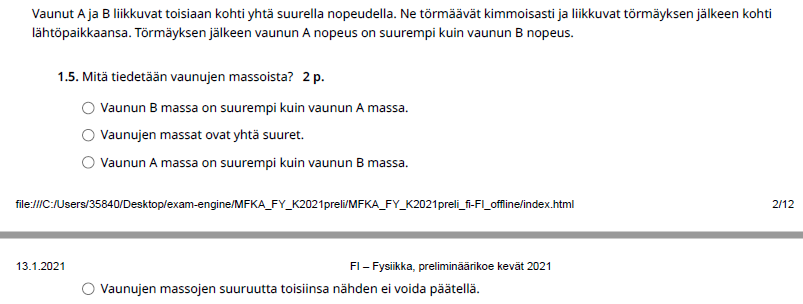 Vaunut A ja B liikkuvat toisiaan kohti yhtä suurella nopeudella. Ne törmäävät kimmoisasti ja liikkuvat törmäyksen jälkeen kohti
lähtöpaikkaansa. Törmäyksen jälkeen vaunun A nopeus on suurempi kuin vaunun B nopeus.
1.5. Mitä tiedetään vaunujen massoista? 2 p.
Vaunun B massa on suurempi kuin vaunun A massa.
Vaunujen massat ovat yhtä suuret.
Vaunun A massa on suurempi kuin vaunun B massa.
file:///C:/Users/35840/Desktop/exam-engine/MFKA_FY_K2021preli/MFKA_FY_K2021preli_fi-FI_offline/index.html 2/12
13.1.2021 FI – Fysiikka, preliminäärikoe kevät 2021
Vaunujen massojen suuruutta toisiinsa nähden ei voida päätellä.